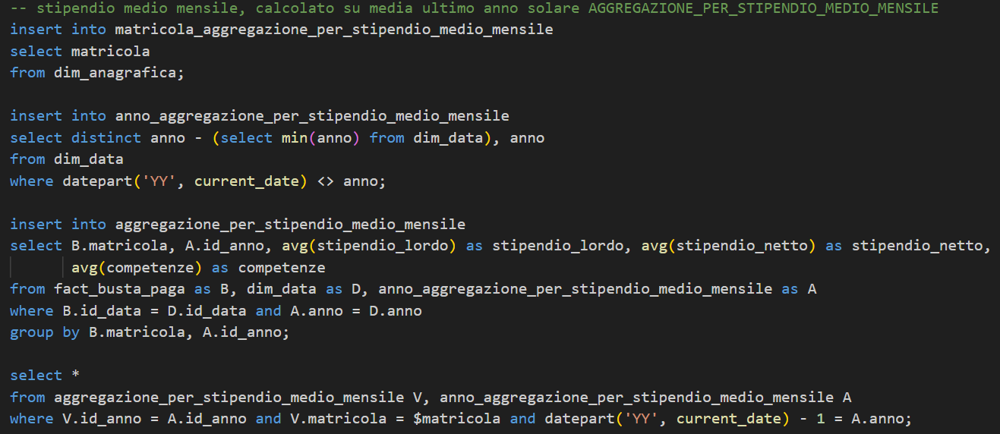 -- stipendio medio mensile, calcolato su media ultimo anno solare AGGREGAZIONE_PER_STIPENDIO_MEDIO_MENSILE
insert into matricola_aggregazione_per_stipendio_medio_mensile
select matricola
from dim_anagrafica;

insert into anno_aggregazione_per_stipendio_medio_mensile
select distinct anno - (select min(anno) from dim_data), anno
from dim_data
where datepart('YY', current_date) <> anno;

insert into aggregazione_per_stipendio_medio_mensile
select B.matricola, A.id_anno, avg(stipendio_lordo) as stipendio_lordo, avg(stipendio_netto) as stipendio_netto,
       avg(competenze) as competenze
from fact_busta_paga as B, dim_data as D, anno_aggregazione_per_stipendio_medio_mensile as A
where B.id_data = D.id_data and A.anno = D.anno
group by B.matricola, A.id_anno;

select *
from aggregazione_per_stipendio_medio_mensile V, anno_aggregazione_per_stipendio_medio_mensile A
where V.id_anno = A.id_anno and V.matricola = $matricola and datepart('YY', current_date) - 1 = A.anno;